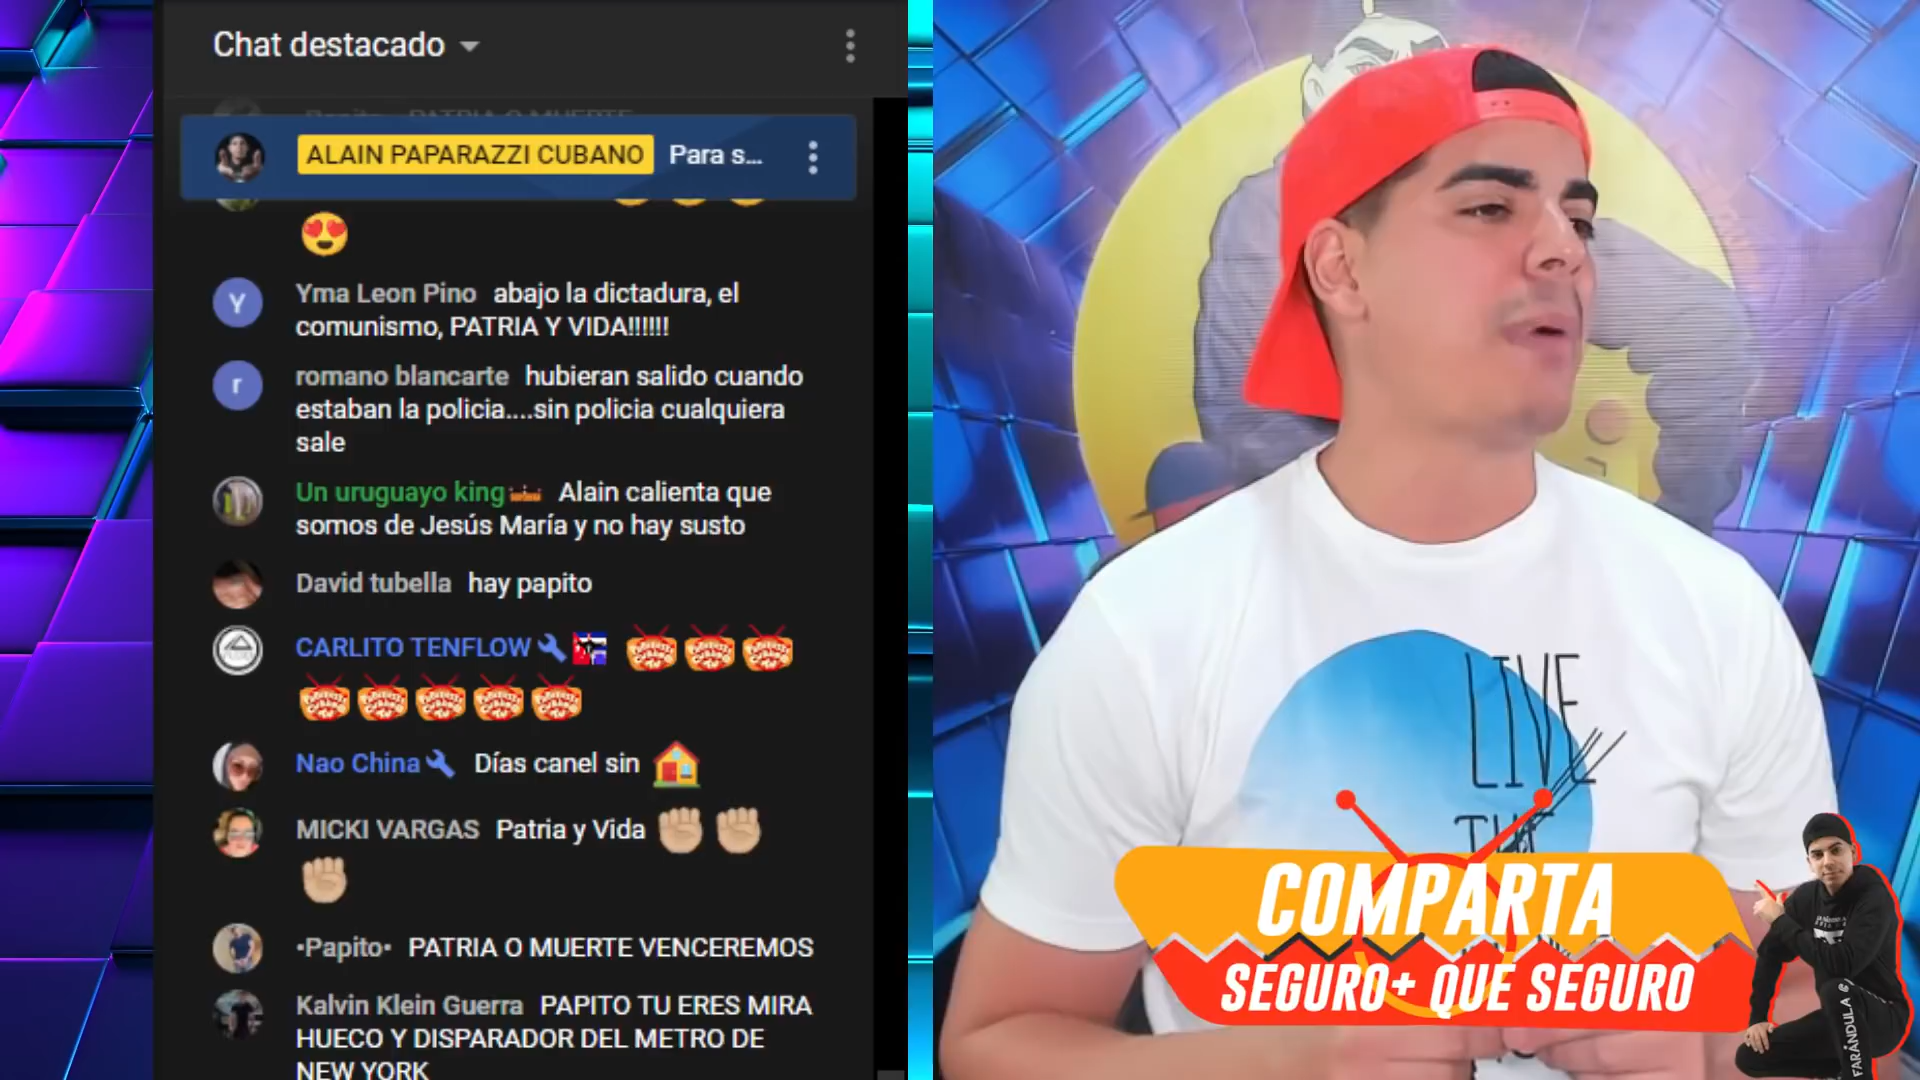 Chat destacado
ALAIN PAPARAZZI CUBANO Para s...
Yma Leon Pino abajo la dictadura, el
comunismo, PATRIA Y VIDA!!!!!!
romano blancarte hubieran salido cuando
estaban la policia....sin policia cualquiera
sale
Un uruguayo king Alain calienta que
somos de Jesús María y no hay susto
David tubella hay papito
CARLITO TENFLOW
Nao China Días canel sin
MICKI VARGAS Patria y Vida
•Papito• PATRIA O MUERTE VENCEREMOS
Kalvin Klein Guerra PAPITO TU ERES MIRA
HUECO Y DISPARADOR DEL METRO DE
NEW YORK
LIVE
THE
COMPARTA
SEGURO+ QUE SEGURO
FARÁNDULA